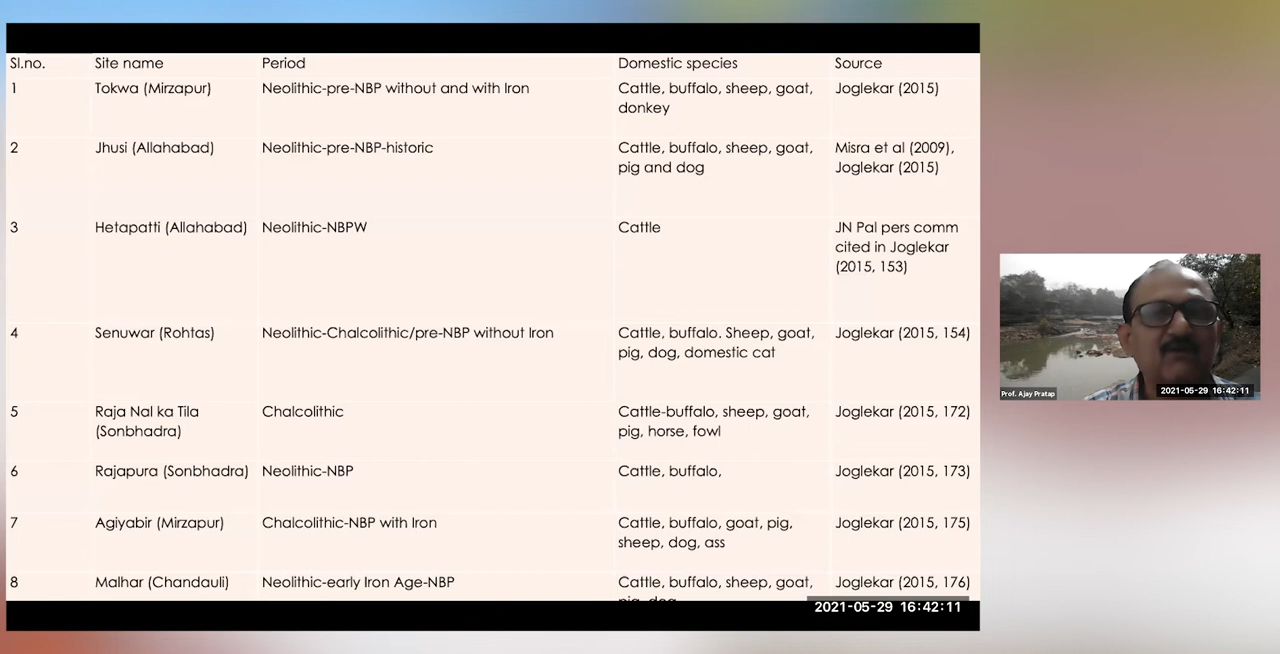 Sl.no. Site name Period Domestic species Source
1 Tokwa (Mirzapur) Neolithic-pre-NBP without and with Iron Cattle, buffalo, sheep, goat, Joglekar (2015)
donkey
2 Jhusi (Allahabad) Neolithic-pre-NBP-historic Cattle, buffalo, sheep, goat, Misra et al (2009),
pig and dog Joglekar (2015)
3 Hetapatti (Allahabad) Neolithic-NBPW Cattle JN Pal pers comm
cited in Joglekar
(2015, 153)
4 Senuwar (Rohtas) Neolithic-Chalcolithic/pre-NBP without Iron Cattle, buffalo. Sheep, goat, Joglekar (2015, 154)
pig, dog, domestic cat
5 Raja Nal ka Tila Chalcolithic Cattle-buffalo, sheep, goat, Joglekar (2015, 172)
(Sonbhadra) pig, horse, fowl
6 Rajapura (Sonbhadra) Neolithic-NBP Cattle, buffalo, Joglekar (2015, 173)
7 Agiyabir (Mirzapur) Chalcolithic-NBP with Iron Cattle, buffalo, goat, pig, Joglekar (2015, 175)
sheep, dog, ass
8 Malhar (Chandauli) Neolithic-early Iron Age-NBP Cattle, buffalo, sheep, goat, Joglekar (2015, 176)
pig, dog
2021-05-29 16:42:11
Prof. Ajay Pratap
2021-05-29 16:42:11